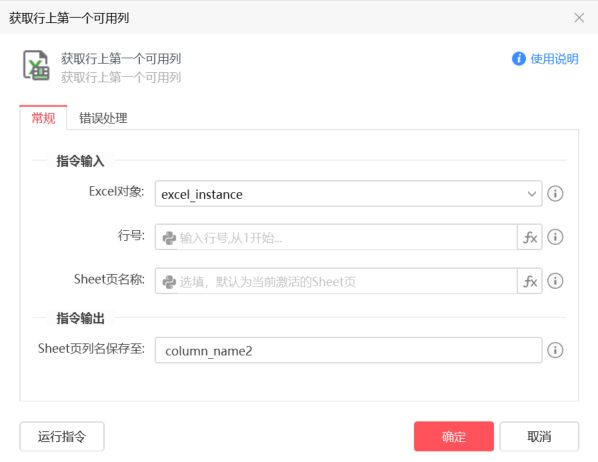 获取行上第一个可用列
获取行上第一个可用列
使用说明
获取行上第一个可用列
常规
错误处理
指令输入
Excel对象:
excel_instance
行号:
输入行号,从1开始...
fx
Sheet页名称:
选填，默认为当前激活的Sheet页
fx
指令输出
Sheet页列名保存至:
column_name2
运行指令
确定
取消